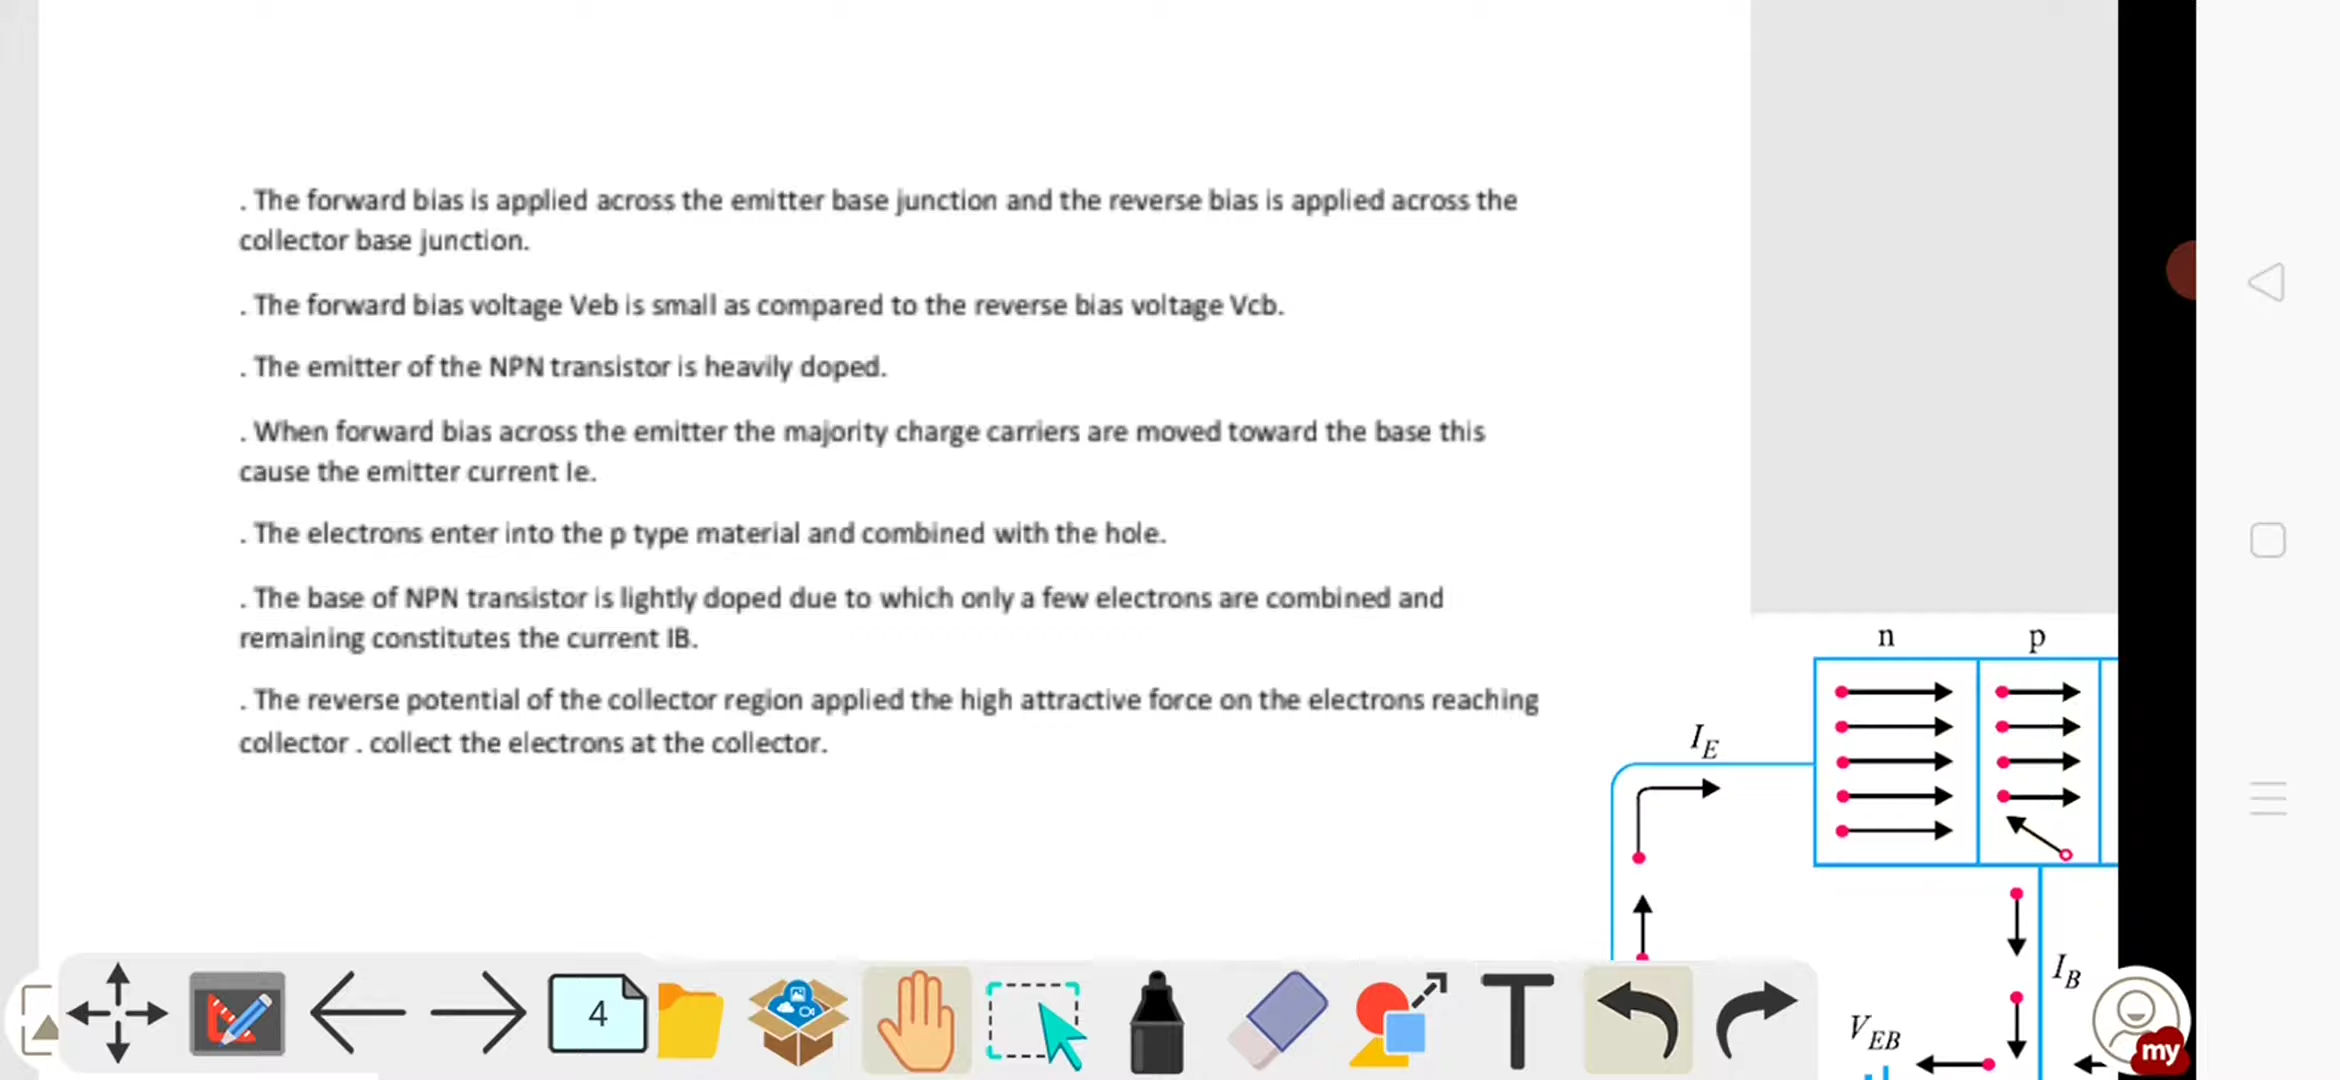 . The forward bias is applied across the emitter base junction and the reverse bias is applied across the
collector base junction.
. The forward bias voltage Veb is small as compared to the reverse bias voltage Vcb.
. The emitter of the NPN transistor is heavily doped.
. When forward bias across the emitter the majority charge carriers are moved toward the base this
cause the emitter current Ie.
. The electrons enter into the p type material and combined with the hole.
. The base of NPN transistor is lightly doped due to which only a few electrons are combined and
remaining constitutes the current IB.
. The reverse potential of the collector region applied the high attractive force on the electrons reaching
collector . collect the electrons at the collector.
n p
IE
IB
VEB
4
T
my